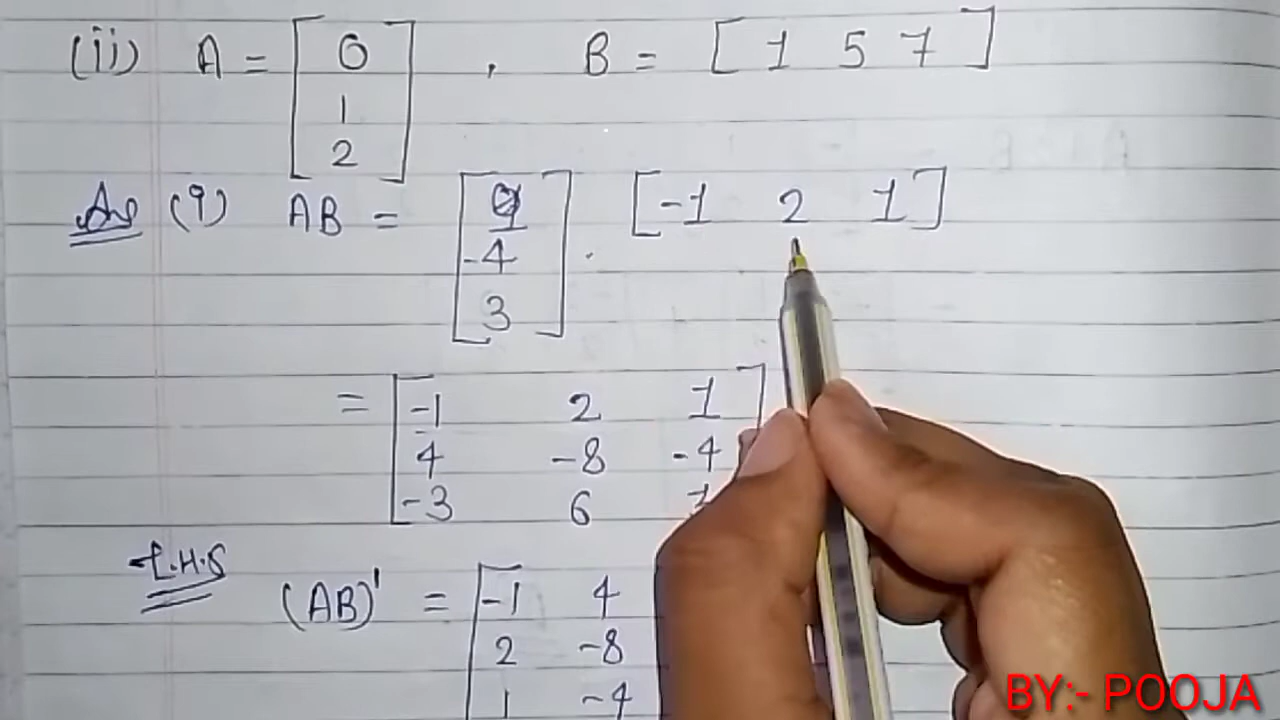 (ii) A = [ 0 1 2 ] , B = [ 1 5 7 ]
Ans (i) AB = [ 1 -4 3 ] . [ -1 2 1 ]
= [ -1 2 1
4 -8 -4
-3 6
L.H.S
(AB)' = [ -1 4
2 -8
1 -4
BY:- POOJA